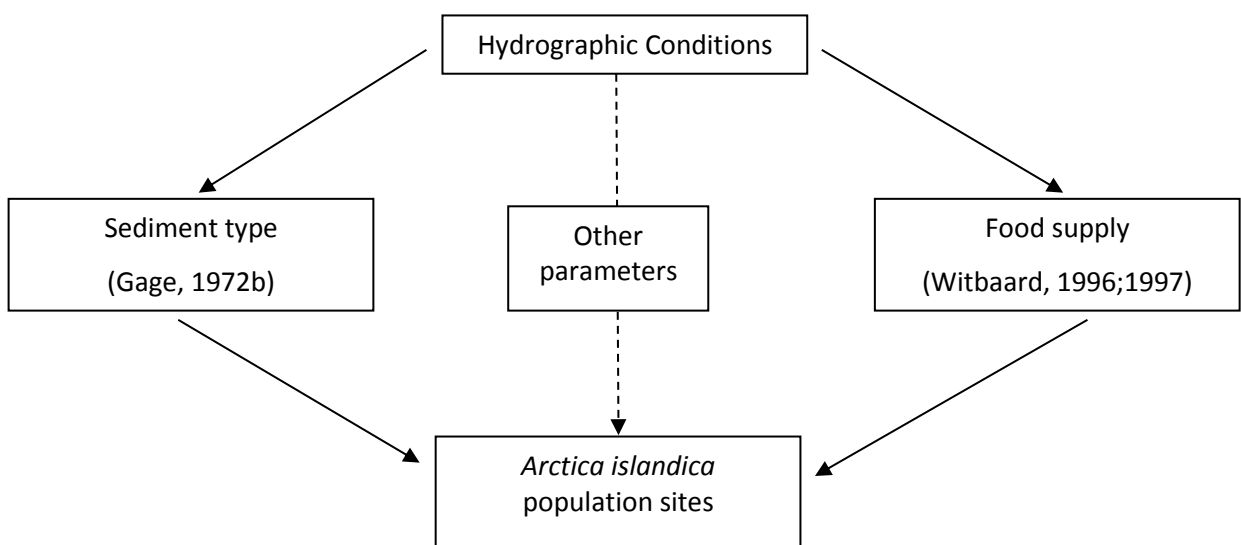 Hydrographic Conditions
Sediment type
(Gage, 1972b)
Other
parameters
Food supply
(Witbaard, 1996;1997)
Arctica islandica
population sites